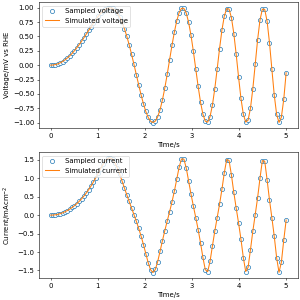 1.00
0.75
0.50
0.25
0.00
−0.25
−0.50
−0.75
−1.00
Voltage/mV vs RHE
Sampled voltage
Simulated voltage
0 1 2 3 4 5
Time/s
1.5
1.0
0.5
0.0
−0.5
−1.0
−1.5
Current/mAcm⁻²
Sampled current
Simulated current
0 1 2 3 4 5
Time/s